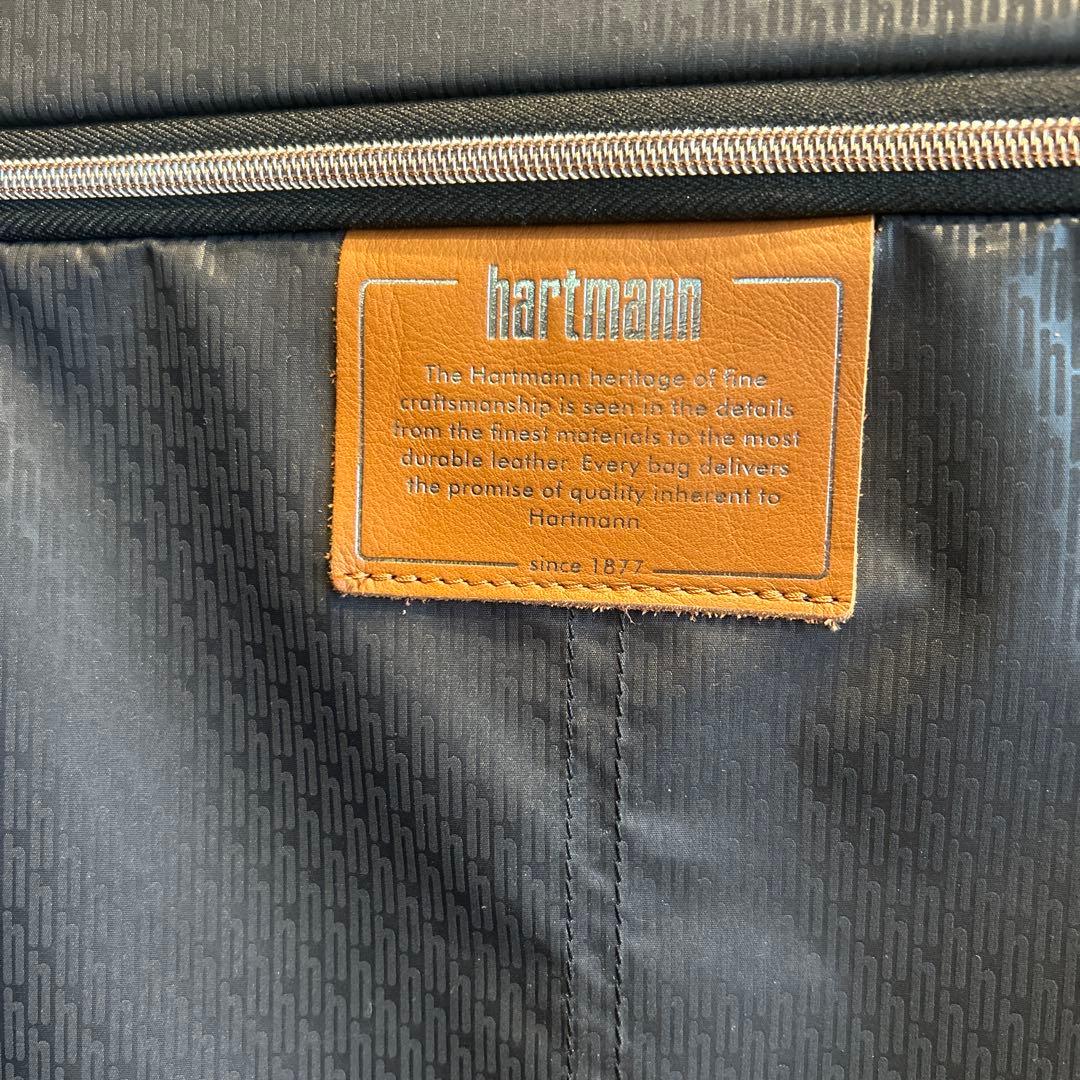 hartmann
The Hartmann heritage of fine
craftsmanship is seen in the details
from the finest materials to the most
durable leather. Every bag delivers
the promise of quality inherent to
Hartmann.
since 1877